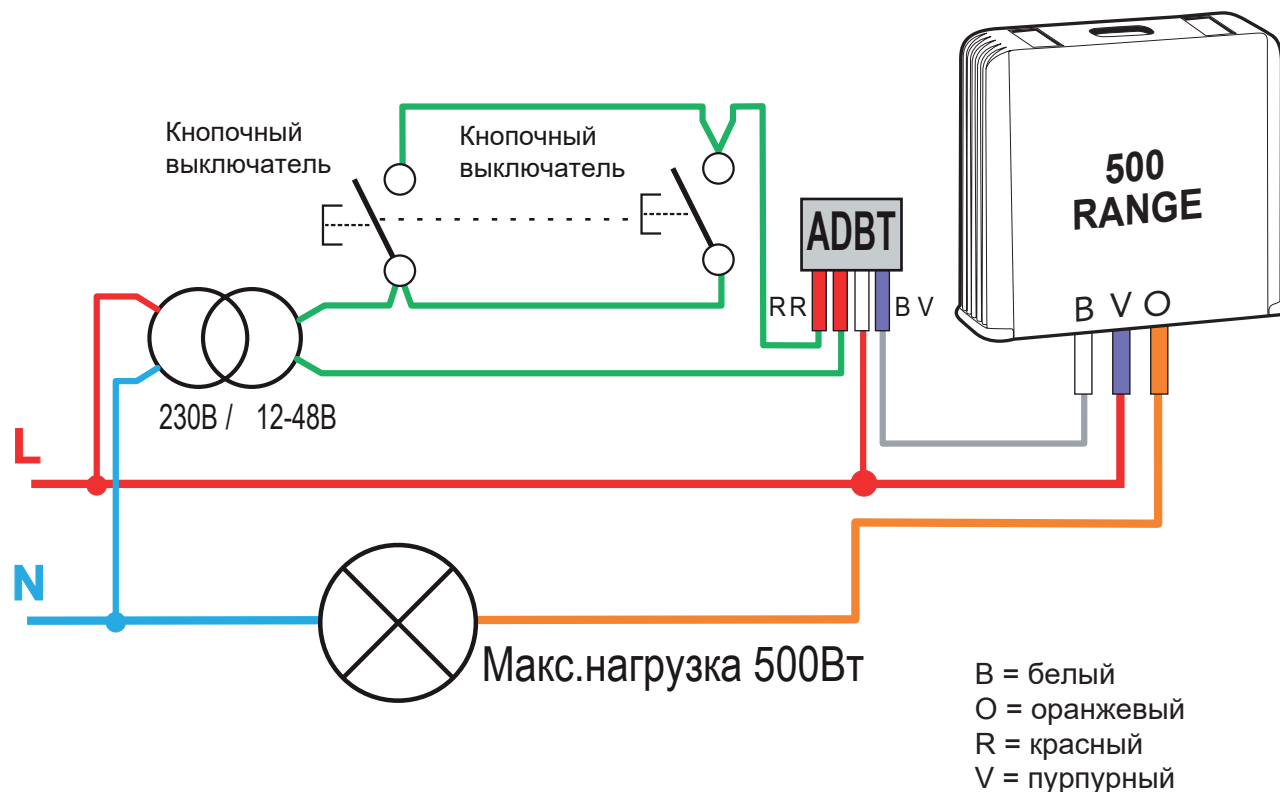 Кнопочный
выключатель
Кнопочный
выключатель
500
RANGE
ADBT
R R
B V
B V O
230В / 12-48В
L
N
Макс.нагрузка 500Вт
B = белый
O = оранжевый
R = красный
V = пурпурный